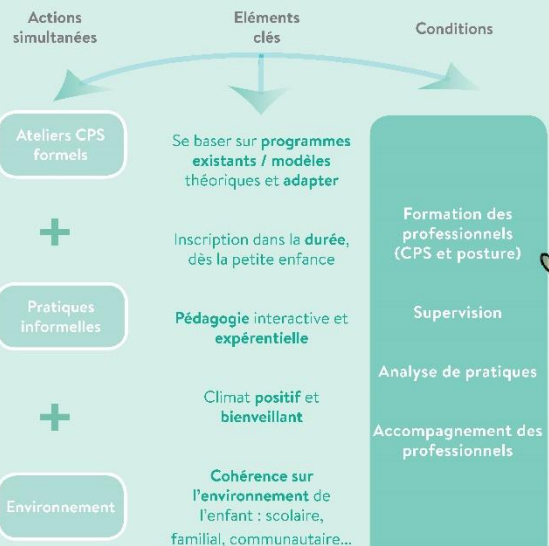 Actions
simultanées
Eléments
clés
Conditions
Ateliers CPS
formels
+
Pratiques
informelles
+
Environnement
Se baser sur programmes
existants / modèles
théoriques et adapter
Inscription dans la durée,
dès la petite enfance
Pédagogie interactive et
expérentielle
Climat positif et
bienveillant
Cohérence sur
l'environnement de
l'enfant : scolaire,
familial, communautaire...
Formation des
professionnels
(CPS et posture)
Supervision
Analyse de pratiques
Accompagnement des
professionnels